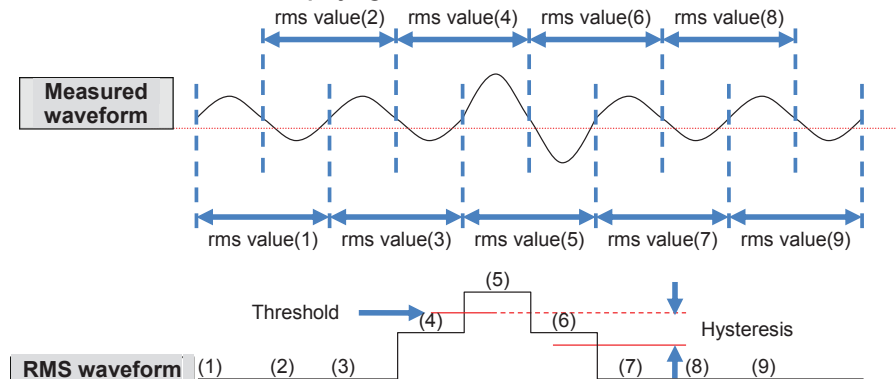 rms value(2) rms value(4) rms value(6) rms value(8)
Measured
waveform
rms value(1) rms value(3) rms value(5) rms value(7) rms value(9)
(5)
Threshold
(4) (6)
Hysteresis
RMS waveform (1) (2) (3) (7) (8) (9)